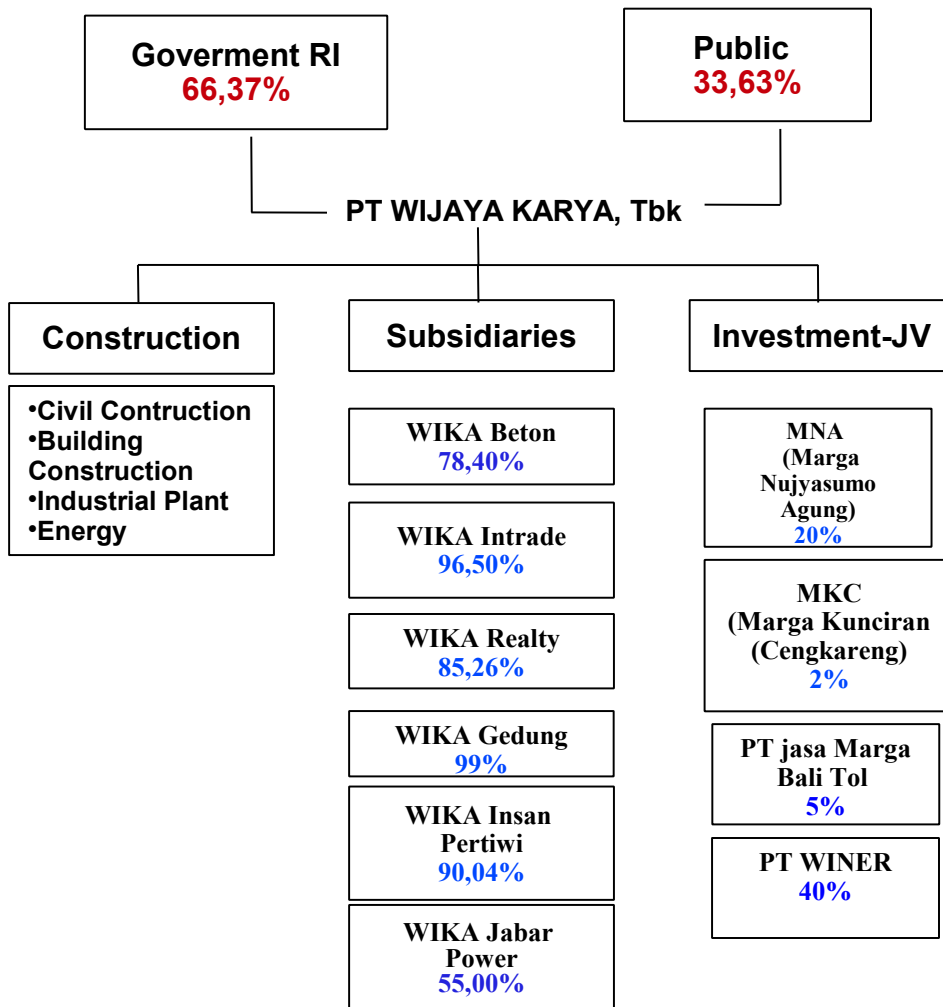 Goverment RI
66,37%
Public
33,63%
PT WIJAYA KARYA, Tbk
Construction
•Civil Contruction
•Building
Construction
•Industrial Plant
•Energy
Subsidiaries
WIKA Beton
78,40%
WIKA Intrade
96,50%
WIKA Realty
85,26%
WIKA Gedung
99%
WIKA Insan
Pertiwi
90,04%
WIKA Jabar
Power
55,00%
Investment-JV
MNA
(Marga
Nujyasumo
Agung)
20%
MKC
(Marga Kunciran
(Cengkareng)
2%
PT jasa Marga
Bali Tol
5%
PT WINER
40%